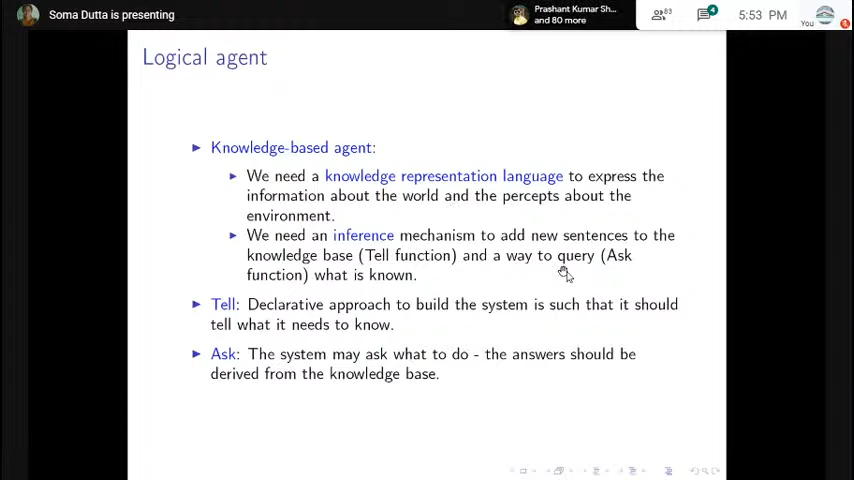 Soma Dutta is presenting
Prashant Kumar Sh...
and 80 more
83
4
5:53 PM
You
Logical agent
Knowledge-based agent:
We need a knowledge representation language to express the
information about the world and the percepts about the
environment.
We need an inference mechanism to add new sentences to the
knowledge base (Tell function) and a way to query (Ask
function) what is known.
Tell: Declarative approach to build the system is such that it should
tell what it needs to know.
Ask: The system may ask what to do - the answers should be
derived from the knowledge base.